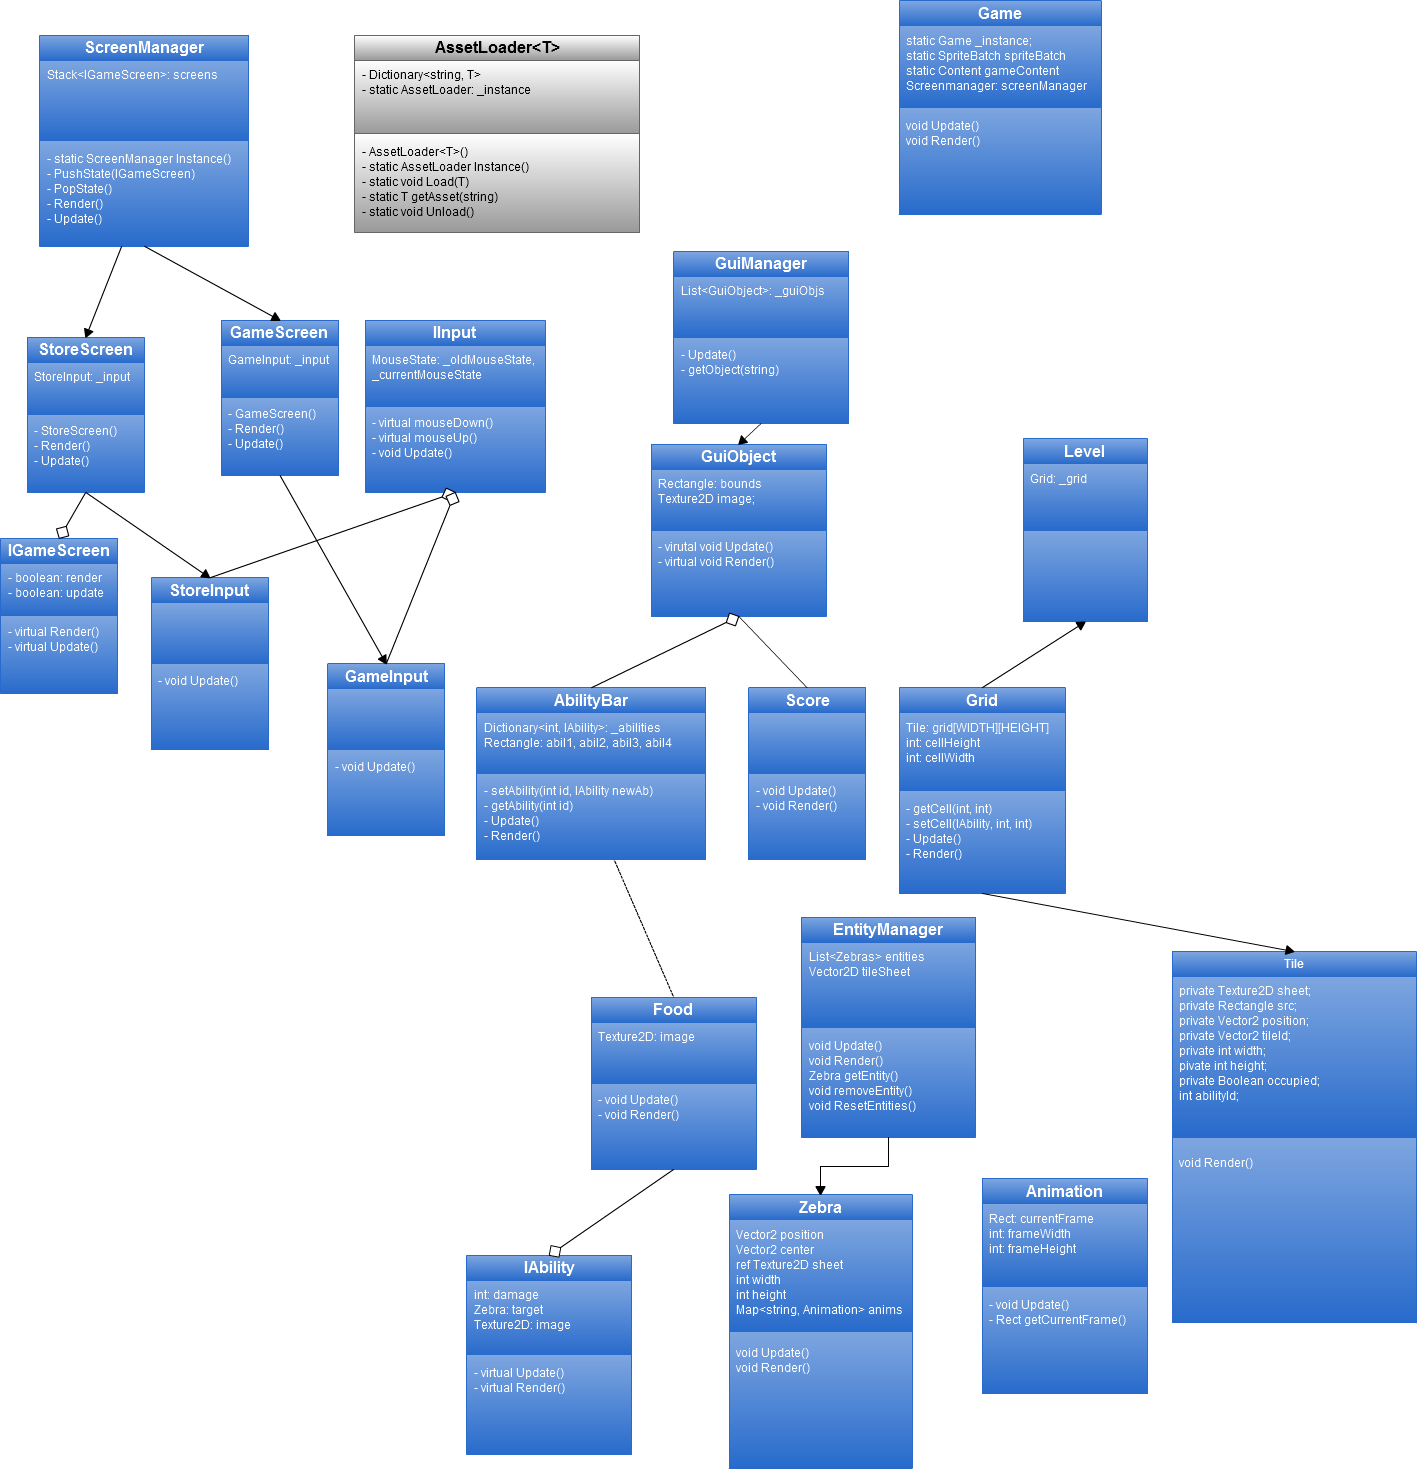 ScreenManager
Stack<IGameScreen>: screens
- static ScreenManager Instance()
- PushState(IGameScreen)
- PopState()
- Render()
- Update()
AssetLoader<T>
- Dictionary<string, T>
- static AssetLoader: _instance
- AssetLoader<T>()
- static AssetLoader Instance()
- static void Load(T)
- static T getAsset(string)
- static void Unload()
Game
static Game _instance;
static SpriteBatch spriteBatch
static Content gameContent
Screenmanager: screenManager
void Update()
void Render()
GuiManager
List<GuiObject>: _guiObjs
- Update()
- getObject(string)
StoreScreen
StoreInput: _input
- StoreScreen()
- Render()
- Update()
GameScreen
GameInput: _input
- GameScreen()
- Render()
- Update()
IInput
MouseState: _oldMouseState,
_currentMouseState
- virtual mouseDown()
- virtual mouseUp()
- void Update()
GuiObject
Rectangle: bounds
Texture2D image;
- virutal void Update()
- virtual void Render()
Level
Grid: _grid
IGameScreen
- boolean: render
- boolean: update
- virtual Render()
- virtual Update()
StoreInput
- void Update()
GameInput
- void Update()
AbilityBar
Dictionary<int, IAbility>: _abilities
Rectangle: abil1, abil2, abil3, abil4
- setAbility(int id, IAbility newAb)
- getAbility(int id)
- Update()
- Render()
Score
- void Update()
- void Render()
Grid
Tile: grid[WIDTH][HEIGHT]
int: cellHeight
int: cellWidth
- getCell(int, int)
- setCell(IAbility, int, int)
- Update()
- Render()
EntityManager
List<Zebras> entities
Vector2D tileSheet
void Update()
void Render()
Zebra getEntity()
void removeEntity()
void ResetEntities()
Tile
private Texture2D sheet;
private Rectangle src;
private Vector2 position;
private Vector2 tileId;
private int width;
pivate int height;
private Boolean occupied;
int abilityId;
void Render()
Food
Texture2D: image
- void Update()
- void Render()
Zebra
Vector2 position
Vector2 center
ref Texture2D sheet
int width
int height
Map<string, Animation> anims
void Update()
void Render()
Animation
Rect: currentFrame
int: frameWidth
int: frameHeight
- void Update()
- Rect getCurrentFrame()
IAbility
int: damage
Zebra: target
Texture2D: image
- virtual Update()
- virtual Render()